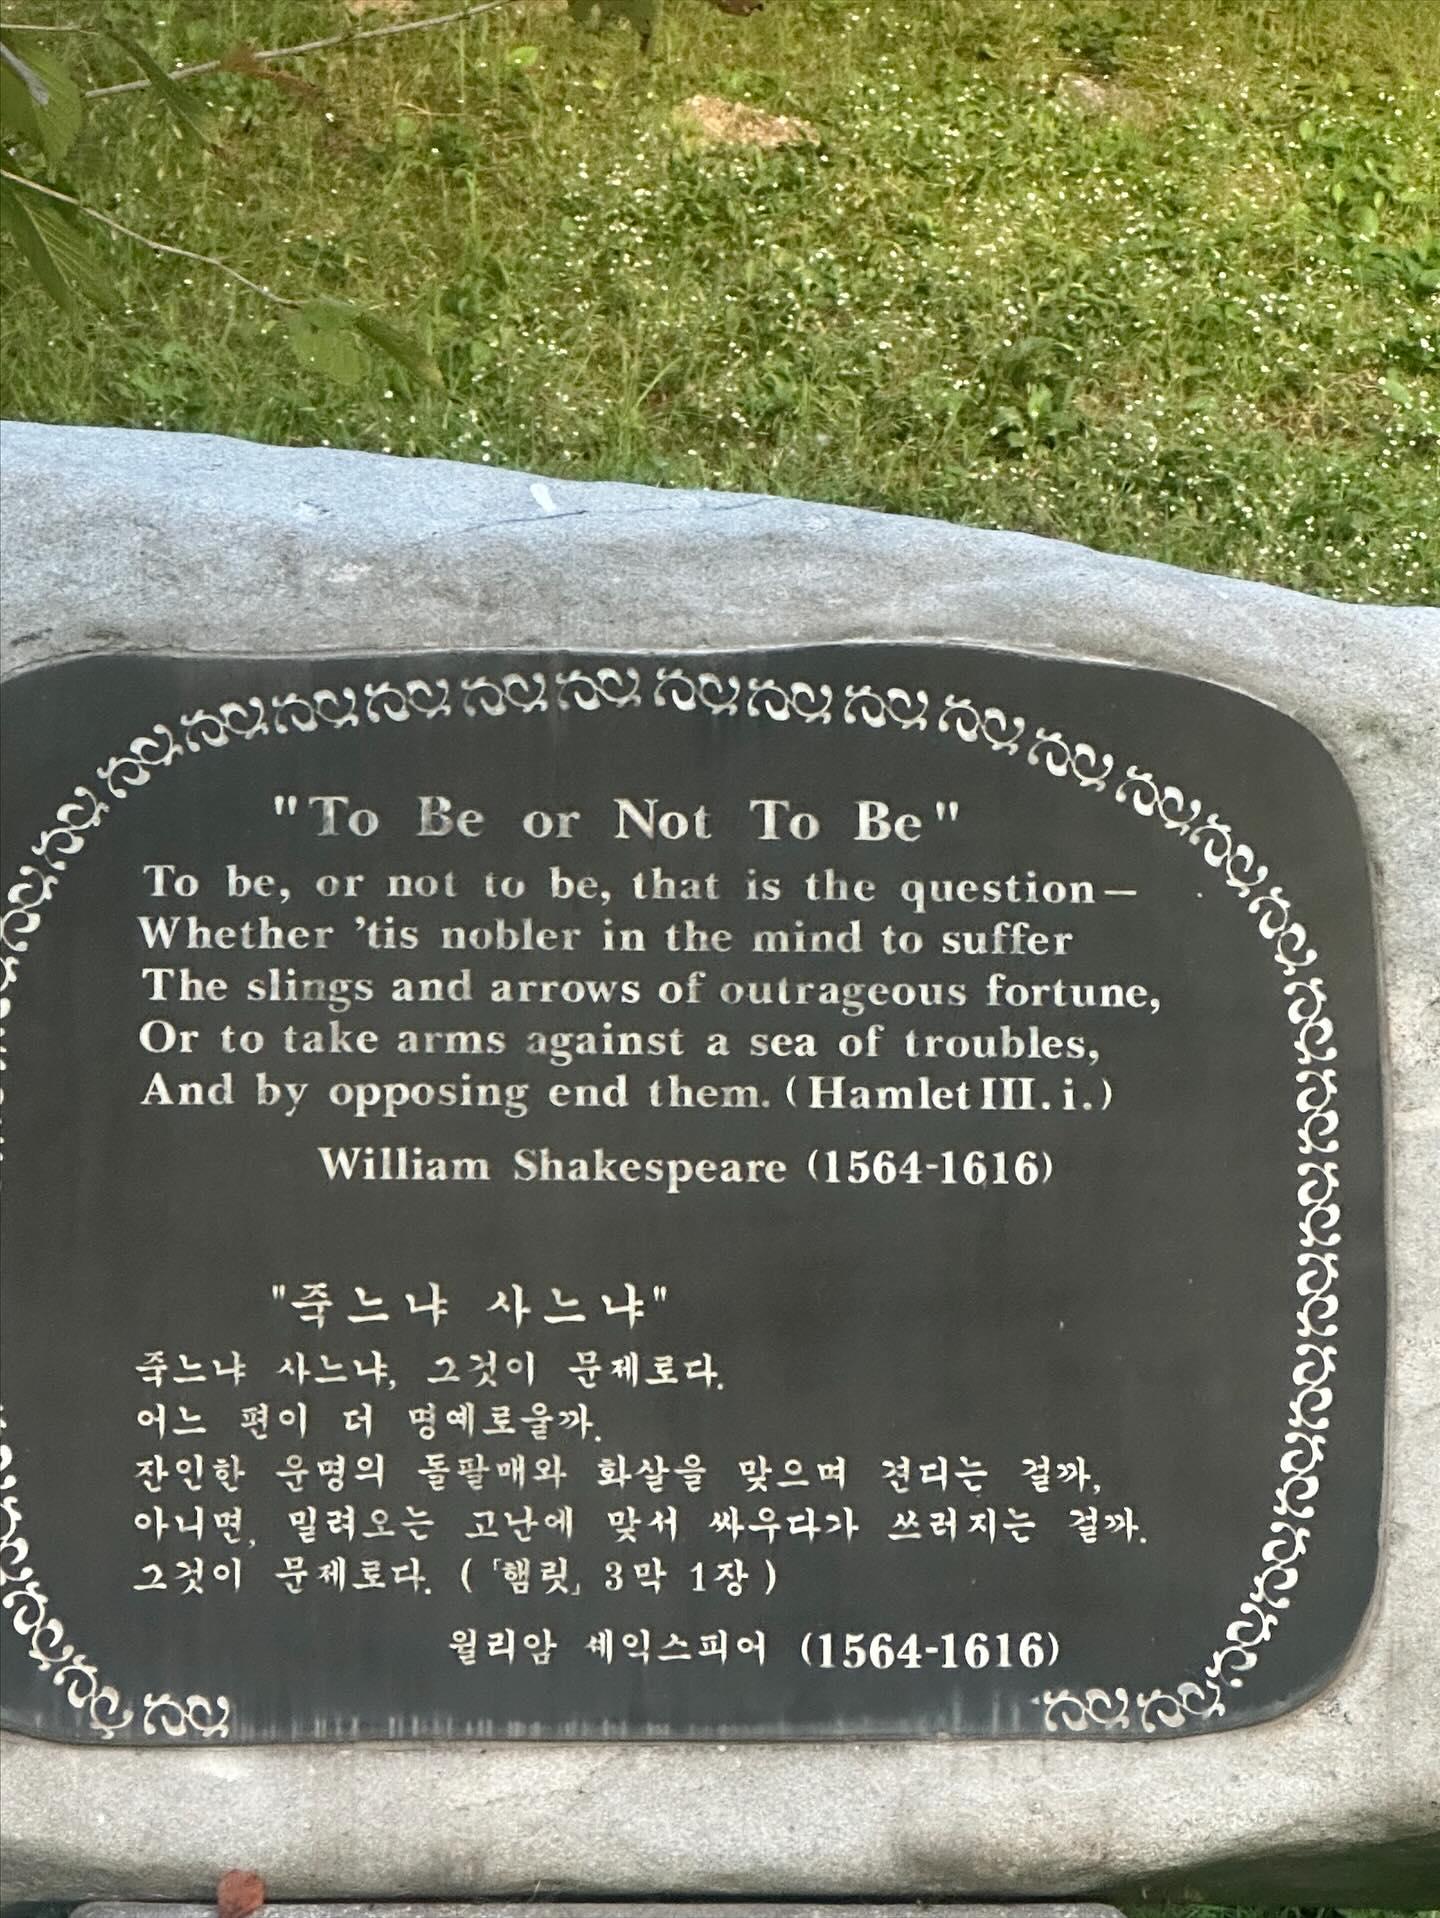 "To Be or Not To Be"
To be, or not to be, that is the question—
Whether 'tis nobler in the mind to suffer
The slings and arrows of outrageous fortune,
Or to take arms against a sea of troubles,
And by opposing end them. (Hamlet III. i.)
William Shakespeare (1564-1616)
"죽느냐 사느냐"
죽느냐 사느냐, 그것이 문제로다.
어느 편이 더 명예로울까.
잔인한 운명의 돌팔매와 화살을 맞으며 견디는 걸까,
아니면, 밀려오는 고난에 맞서 싸우다가 쓰러지는 걸까.
그것이 문제로다. (「햄릿」 3막 1장)
윌리암 셰익스피어 (1564-1616)